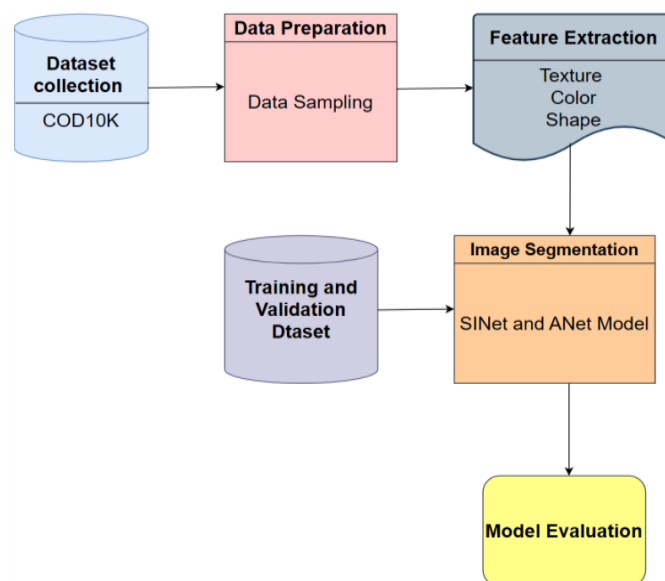 Dataset
collection
COD10K
Data Preparation
Data Sampling
Feature Extraction
Texture
Color
Shape
Training and
Validation
Dtaset
Image Segmentation
SINet and ANet Model
Model Evaluation